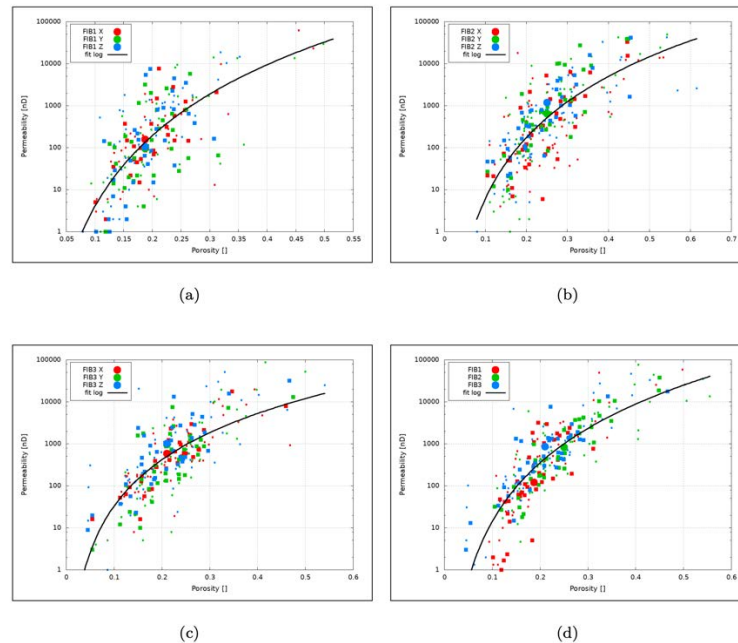 100000
10000
1000
100
10
1
Permeability [nD]
FIB1 X
FIB1 Y
FIB1 Z
fit log
0.05 0.1 0.15 0.2 0.25 0.3 0.35 0.4 0.45 0.5 0.55
Porosity []
(a)
100000
10000
1000
100
10
1
Permeability [nD]
FIB2 X
FIB2 Y
FIB2 Z
fit log
0 0.1 0.2 0.3 0.4 0.5 0.6 0.7
Porosity []
(b)
100000
10000
1000
100
10
1
Permeability [nD]
FIB3 X
FIB3 Y
FIB3 Z
fit log
0 0.1 0.2 0.3 0.4 0.5 0.6
Porosity []
(c)
100000
10000
1000
100
10
1
Permeability [nD]
FIB1
FIB2
FIB3
fit log
0 0.1 0.2 0.3 0.4 0.5 0.6
Porosity []
(d)